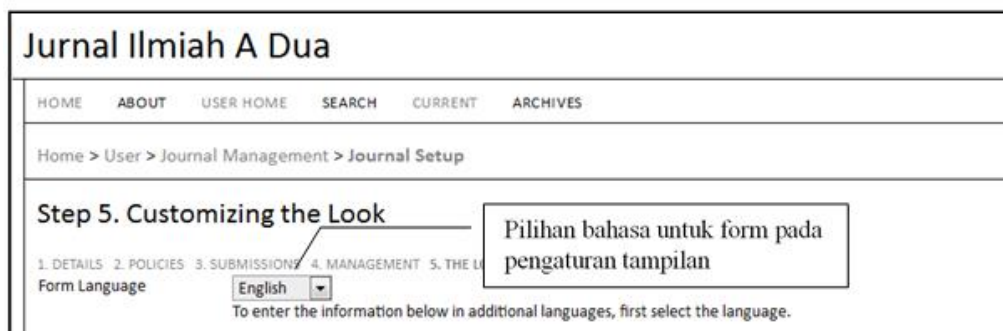 Jurnal Ilmiah A Dua
HOME ABOUT USER HOME SEARCH CURRENT ARCHIVES
Home > User > Journal Management > Journal Setup
Step 5. Customizing the Look
Pilihan bahasa untuk form pada
pengaturan tampilan
1. DETAILS 2. POLICIES 3. SUBMISSIONS 4. MANAGEMENT 5. THE
Form Language English
To enter the information below in additional languages, first select the language.